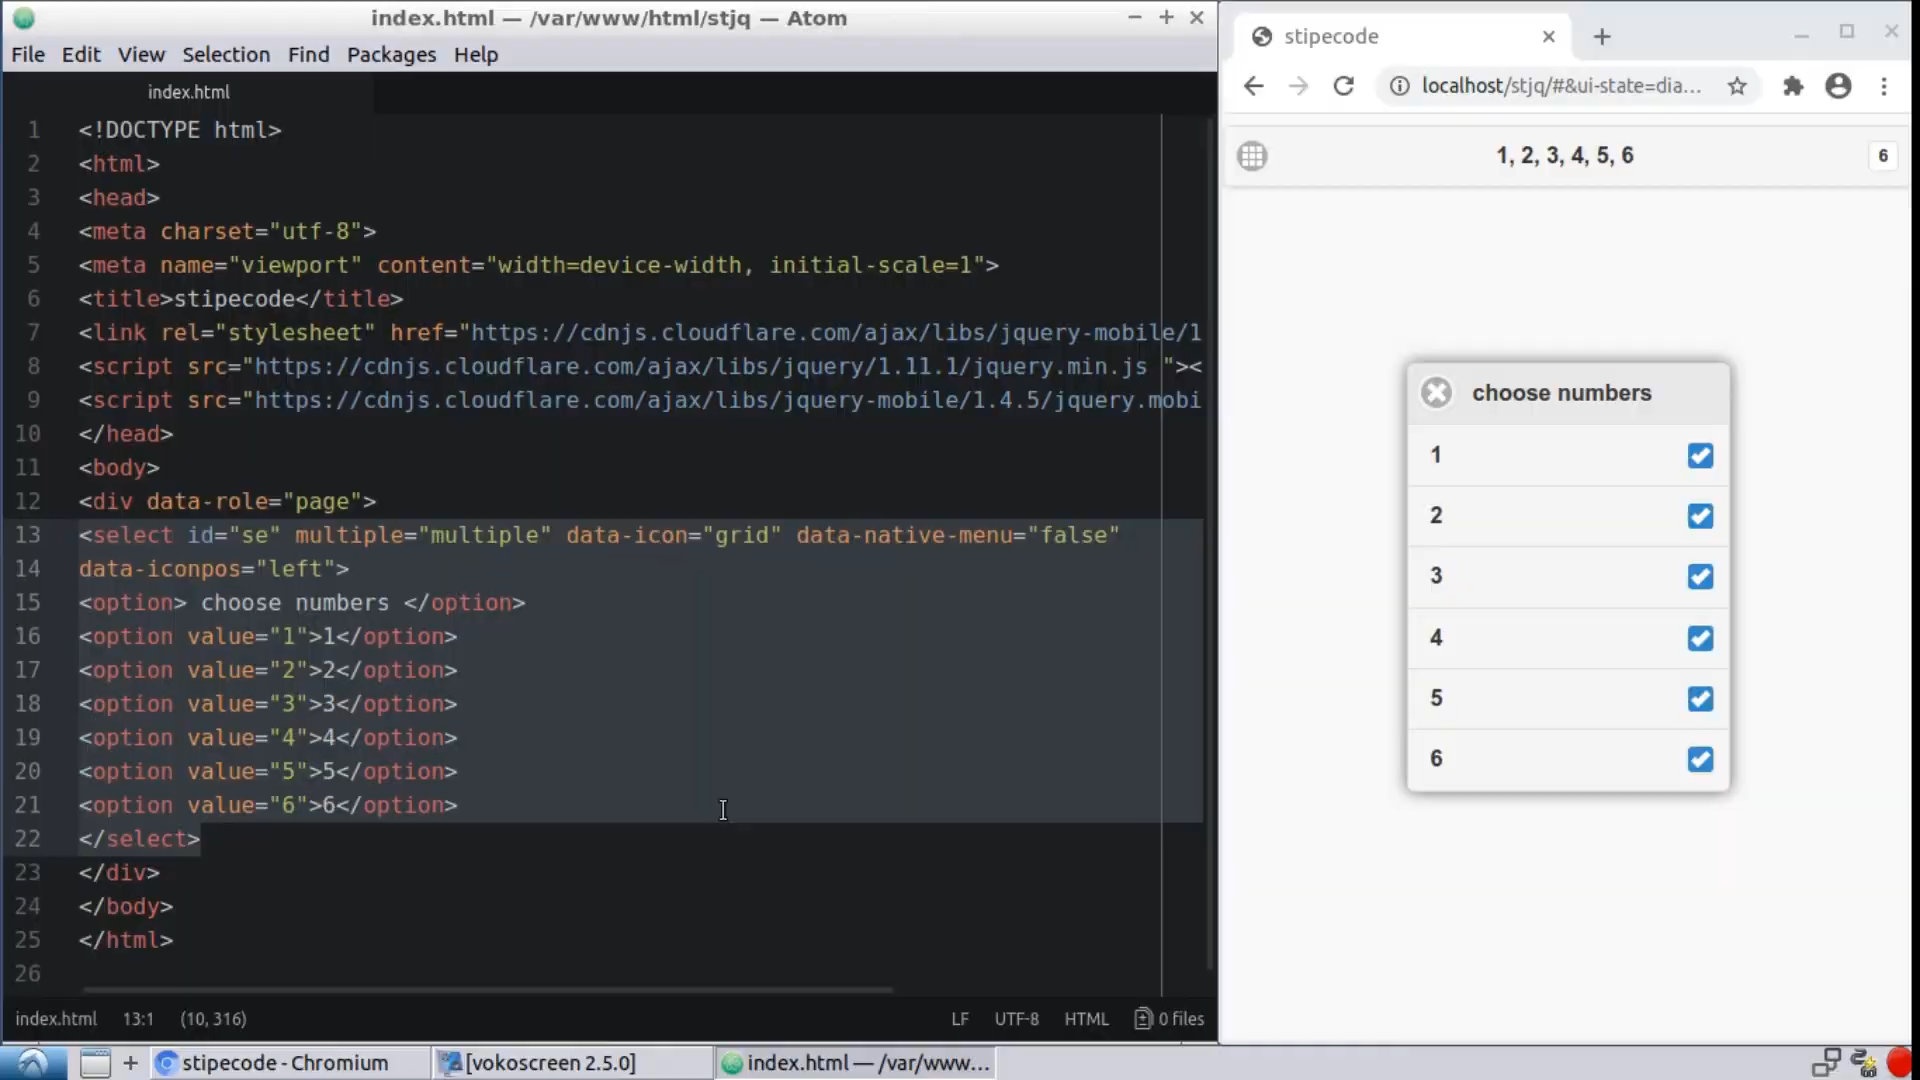 index.html — /var/www/html/stjq — Atom
File Edit View Selection Find Packages Help
index.html
1 <!DOCTYPE html>
2 <html>
3 <head>
4 <meta charset="utf-8">
5 <meta name="viewport" content="width=device-width, initial-scale=1">
6 <title>stipecode</title>
7 <link rel="stylesheet" href="https://cdnjs.cloudflare.com/ajax/libs/jquery-mobile/1
8 <script src="https://cdnjs.cloudflare.com/ajax/libs/jquery/1.11.1/jquery.min.js "><
9 <script src="https://cdnjs.cloudflare.com/ajax/libs/jquery-mobile/1.4.5/jquery.mobi
10 </head>
11 <body>
12 <div data-role="page">
13 <select id="se" multiple="multiple" data-icon="grid" data-native-menu="false"
14 data-iconpos="left">
15 <option> choose numbers </option>
16 <option value="1">1</option>
17 <option value="2">2</option>
18 <option value="3">3</option>
19 <option value="4">4</option>
20 <option value="5">5</option>
21 <option value="6">6</option>
22 </select>
23 </div>
24 </body>
25 </html>
26
index.html 13:1 (10, 316) LF UTF-8 HTML 0 files
stipecode
localhost/stjq/#&ui-state=dia...
1, 2, 3, 4, 5, 6 6
choose numbers
1
2
3
4
5
6
stipecode - Chromium [vokoscreen 2.5.0] index.html — /var/www...